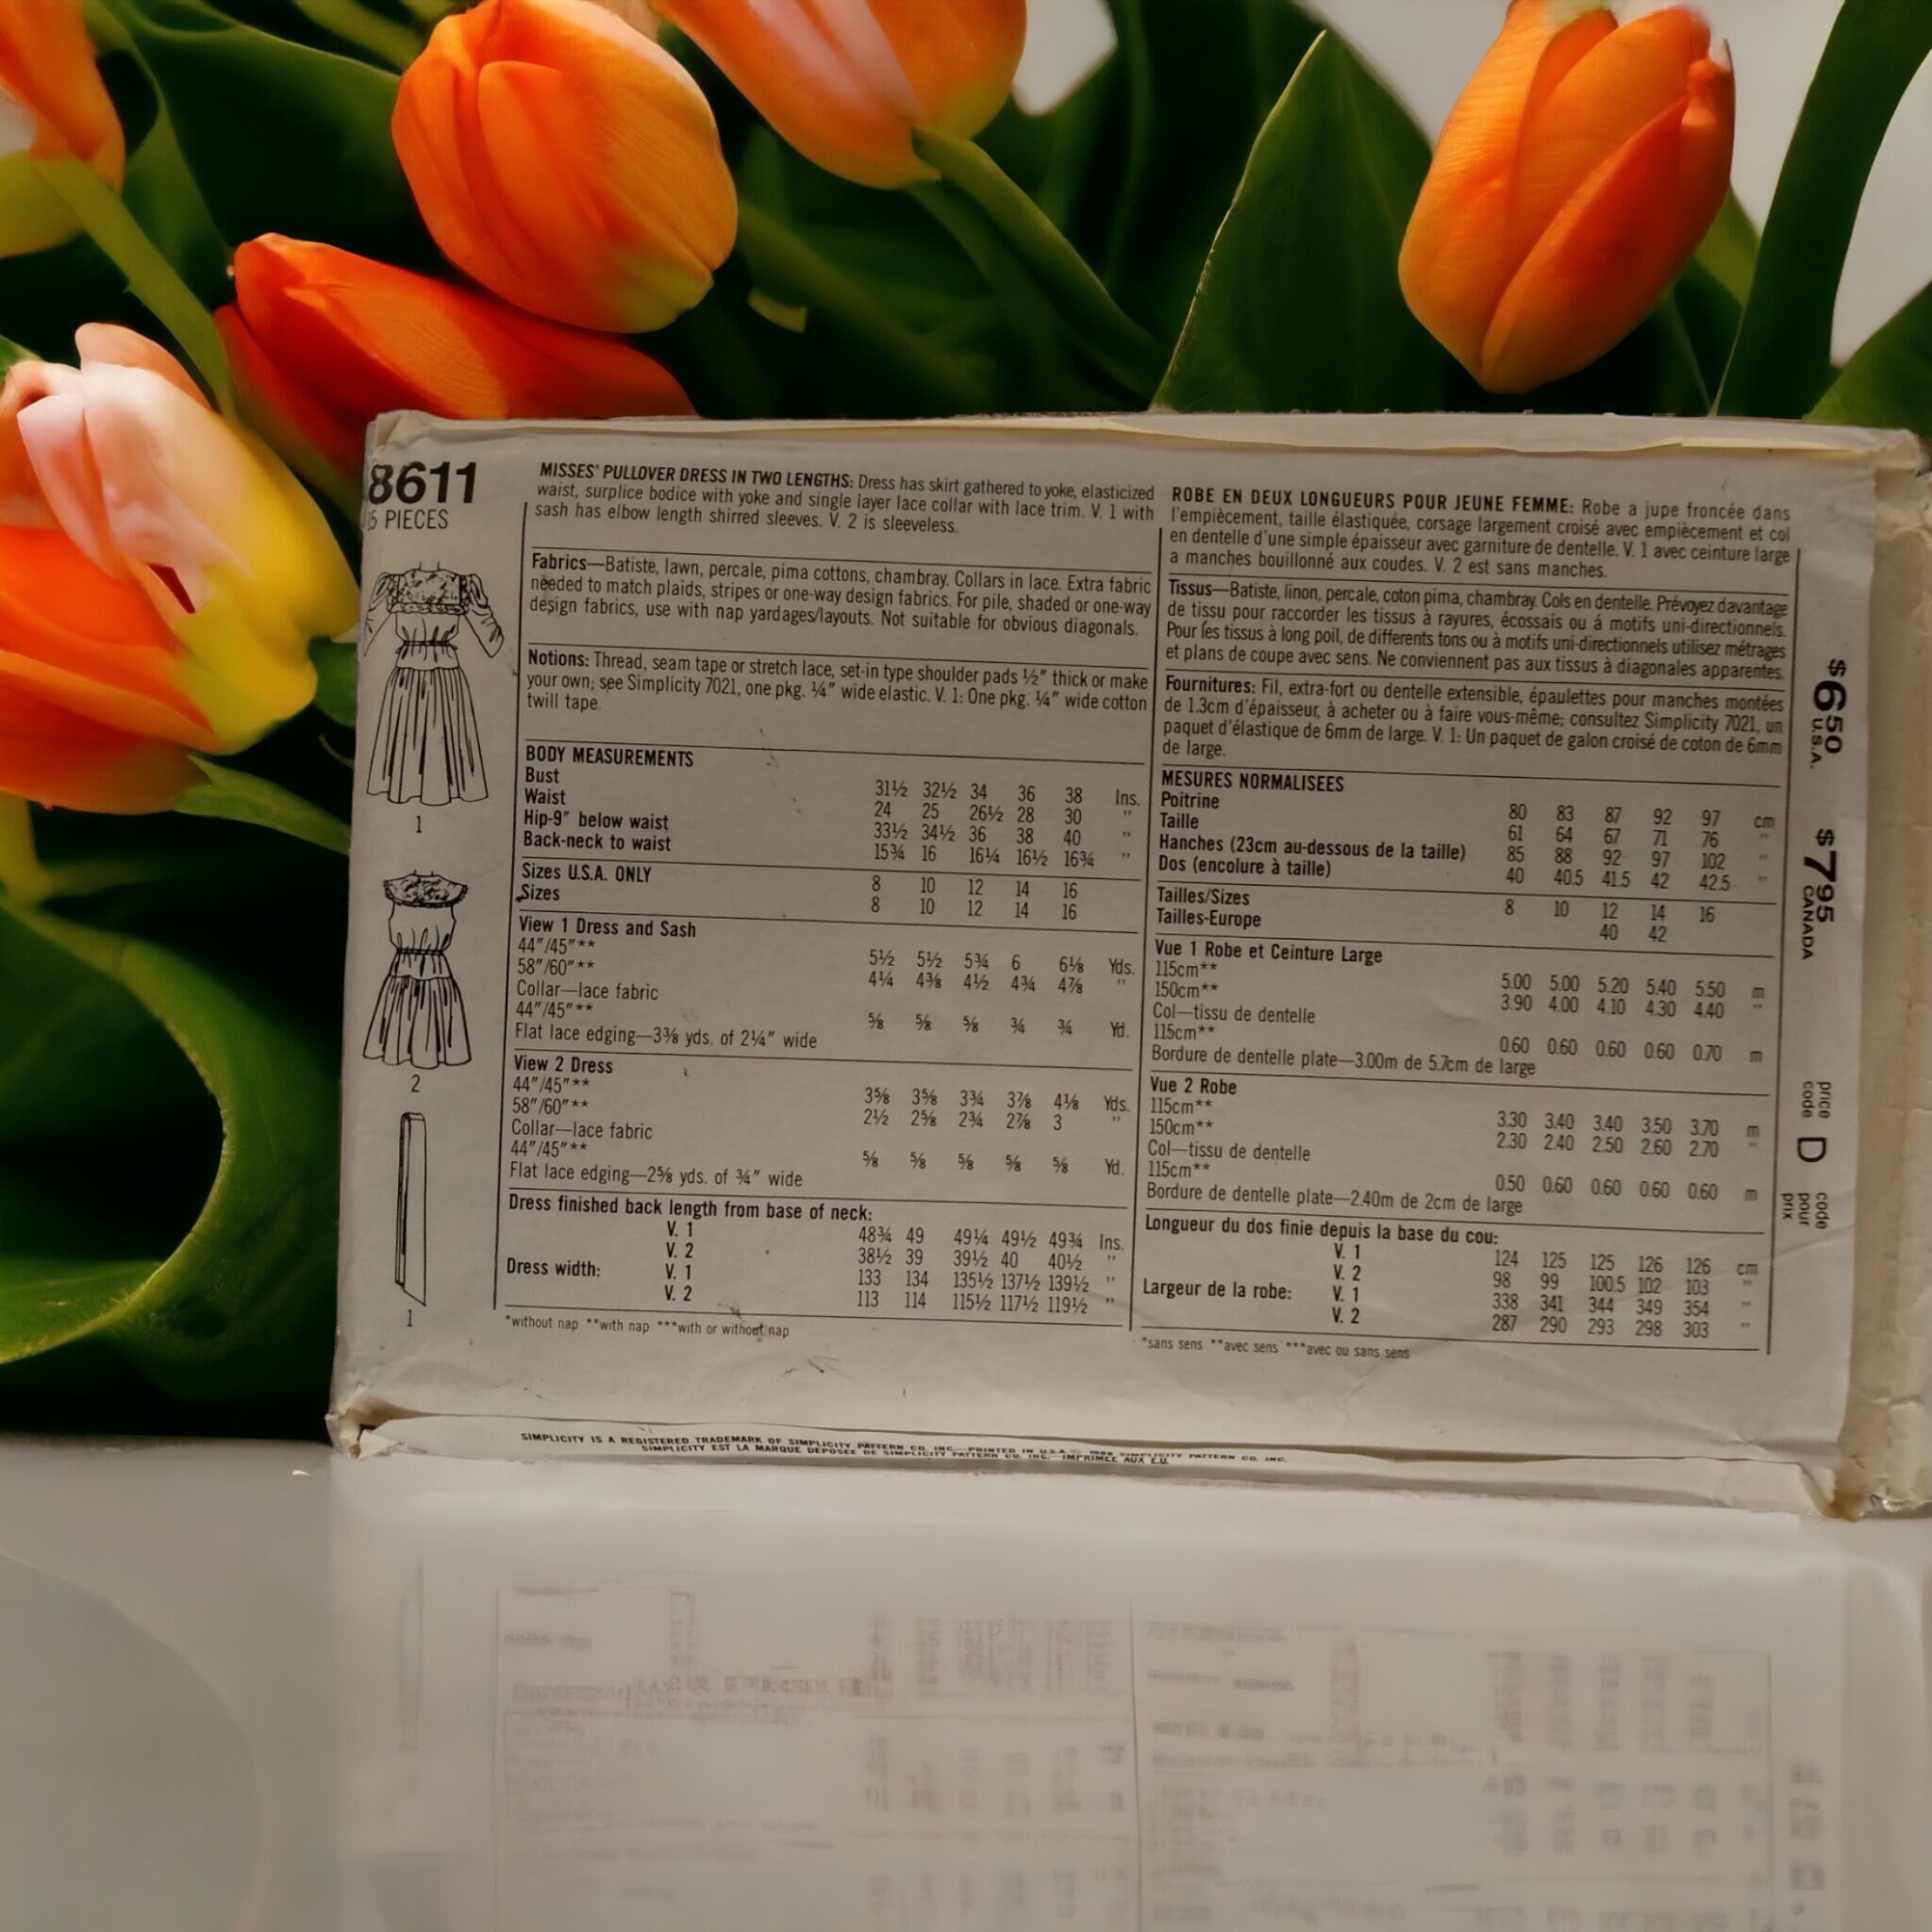 8611
15 PIECES
1
2
1
MISSES' PULLOVER DRESS IN TWO LENGTHS: Dress has skirt gathered to yoke, elasticized
waist, surplice bodice with yoke and single layer lace collar with lace trim. V. 1 with
sash has elbow length shirred sleeves. V. 2 is sleeveless.
Fabrics—Batiste, lawn, percale, pima cottons, chambray. Collars in lace. Extra fabric
needed to match plaids, stripes or one-way design fabrics. For pile, shaded or one-way
design fabrics, use with nap yardages/layouts. Not suitable for obvious diagonals.
Notions: Thread, seam tape or stretch lace, set-in type shoulder pads ½" thick or make
your own; see Simplicity 7021, one pkg. ¼" wide elastic. V. 1: One pkg. ¼" wide cotton
twill tape.
BODY MEASUREMENTS
Bust 31½ 32½ 34 36 38 Ins.
Waist 24 25 26½ 28 30 "
Hip-9" below waist 33½ 34½ 36 38 40 "
Back-neck to waist 15¾ 16 16¼ 16½ 16¾ "
Sizes U.S.A. ONLY 8 10 12 14 16
Sizes 8 10 12 14 16
View 1 Dress and Sash
44"/45"** 5½ 5½ 5¾ 6 6⅛ Yds.
58"/60"** 4¼ 4⅜ 4½ 4¾ 4⅞ "
Collar—lace fabric
44"/45"** ⅝ ⅝ ⅝ ¾ ¾ Yd.
Flat lace edging—3⅜ yds. of 2¼" wide
View 2 Dress
44"/45"** 3⅝ 3⅝ 3¾ 3⅞ 4⅛ Yds.
58"/60"** 2½ 2⅝ 2¾ 2⅞ 3 "
Collar—lace fabric
44"/45"** ⅝ ⅝ ⅝ ⅝ ⅝ Yd.
Flat lace edging—2⅝ yds. of ¾" wide
Dress finished back length from base of neck:
V. 1 48¾ 49 49¼ 49½ 49¾ Ins.
V. 2 38½ 39 39½ 40 40½ "
Dress width: V. 1 133 134 135½ 137½ 139½ "
V. 2 113 114 115½ 117½ 119½ "
*without nap **with nap ***with or without nap
ROBE EN DEUX LONGUEURS POUR JEUNE FEMME: Robe a jupe froncée dans
l'empiècement, taille élastiquée, corsage largement croisé avec empiècement et col
en dentelle d'une simple épaisseur avec garniture de dentelle. V. 1 avec ceinture large
a manches bouillonné aux coudes. V. 2 est sans manches.
Tissus—Batiste, linon, percale, coton pima, chambray. Cols en dentelle. Prévoyez davantage
de tissu pour raccorder les tissus à rayures, écossais ou á motifs uni-directionnels.
Pour les tissus à long poil, de differents tons ou à motifs uni-directionnels utilisez métrages
et plans de coupe avec sens. Ne conviennent pas aux tissus à diagonales apparentes.
Fournitures: Fil, extra-fort ou dentelle extensible, épaulettes pour manches montées
de 1.3cm d'épaisseur, à acheter ou à faire vous-même; consultez Simplicity 7021, un
paquet d'élastique de 6mm de large. V. 1: Un paquet de galon croisé de coton de 6mm
de large.
MESURES NORMALISEES
Poitrine 80 83 87 92 97 cm
Taille 61 64 67 71 76 "
Hanches (23cm au-dessous de la taille) 85 88 92 97 102 "
Dos (encolure à taille) 40 40.5 41.5 42 42.5 "
Tailles/Sizes 8 10 12 14 16
Tailles-Europe 40 42
Vue 1 Robe et Ceinture Large
115cm** 5.00 5.00 5.20 5.40 5.50 m
150cm** 3.90 4.00 4.10 4.30 4.40 "
Col—tissu de dentelle
115cm** 0.60 0.60 0.60 0.60 0.70 m
Bordure de dentelle plate—3.00m de 5.7cm de large
Vue 2 Robe
115cm** 3.30 3.40 3.40 3.50 3.70 m
150cm** 2.30 2.40 2.50 2.60 2.70 "
Col—tissu de dentelle
115cm** 0.50 0.60 0.60 0.60 0.60 m
Bordure de dentelle plate—2.40m de 2cm de large
Longueur du dos finie depuis la base du cou:
V. 1 124 125 125 126 126 cm
V. 2 98 99 100.5 102 103 "
Largeur de la robe: V. 1 338 341 344 349 354 "
V. 2 287 290 293 298 303 "
*sans sens **avec sens ***avec ou sans sens
$6.50 U.S.A.
$7.95 CANADA
price code D code pour prix
SIMPLICITY IS A REGISTERED TRADEMARK OF SIMPLICITY PATTERN CO. INC.—PRINTED IN U.S.A. © 1988 SIMPLICITY PATTERN CO. INC.
SIMPLICITY EST LA MARQUE DEPOSEE DE SIMPLICITY PATTERN CO. INC.—IMPRIMEE AUX E.U.